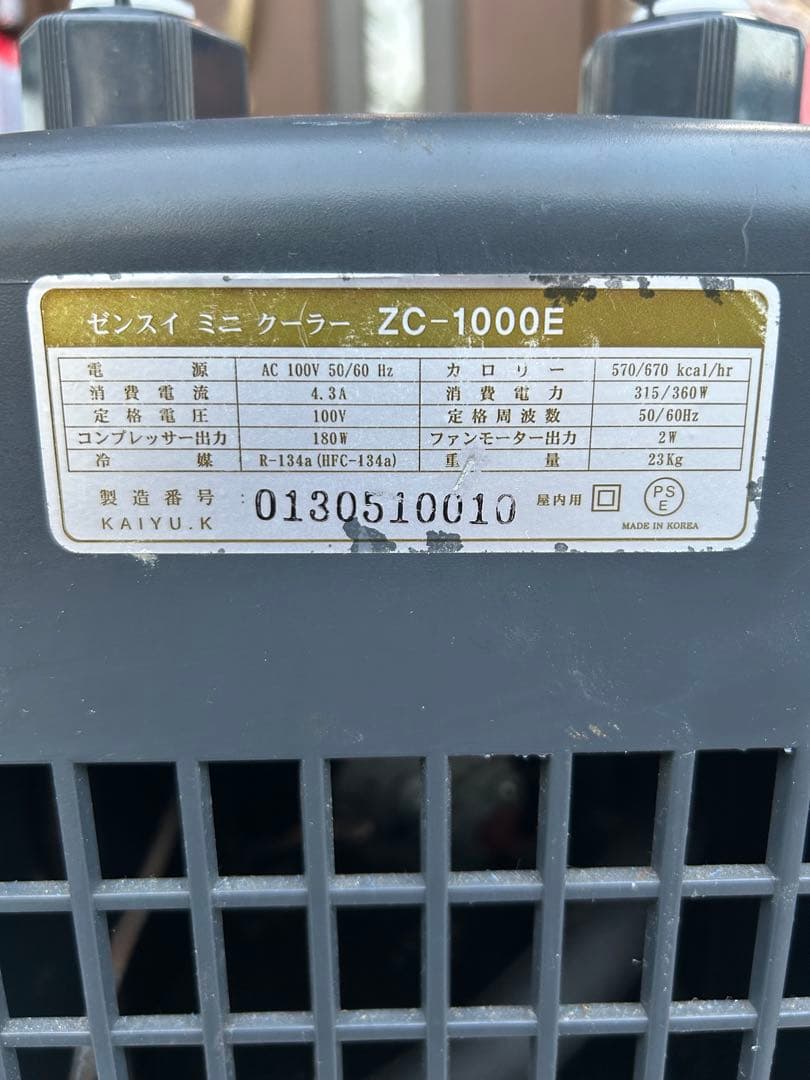 ゼンスイ ミニ クーラー ZC-1000E
電源 AC 100V 50/60 Hz カロリー 570/670 kcal/hr
消費電流 4.3A 消費電力 315/360W
定格電圧 100V 定格周波数 50/60Hz
コンプレッサー出力 180W ファンモーター出力 2W
冷媒 R-134a(HFC-134a) 重量 23Kg
製造番号 : 0130510010 屋内用 PSE
KAIYU.K MADE IN KOREA